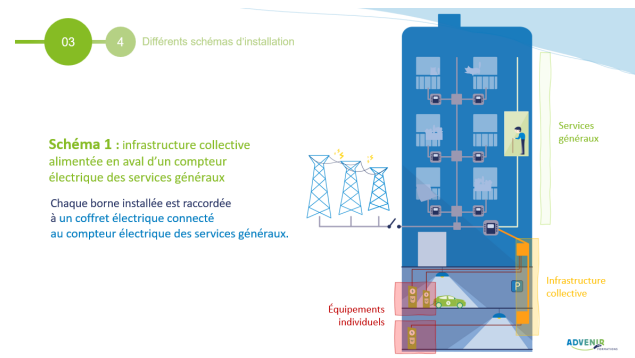 03
4
Différents schémas d'installation
Schéma 1 : infrastructure collective
alimentée en aval d'un compteur
électrique des services généraux
Chaque borne installée est raccordée
à un coffret électrique connecté
au compteur électrique des services généraux.
Services
généraux
P
Infrastructure
collective
Équipements
individuels
ADVENIR